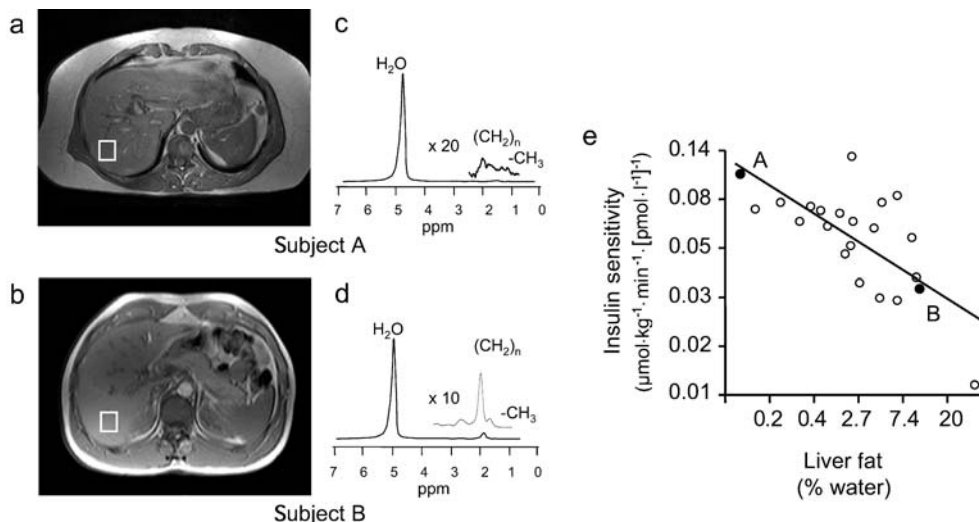 a
c
H2O
x 20
(CH2)n
-CH3
7 6 5 4 3 2 1 0
ppm
Subject A
b
d
H2O
x 10
(CH2)n
-CH3
7 6 5 4 3 2 1 0
ppm
Subject B
e
Insulin sensitivity
(µmol·kg⁻¹·min⁻¹·[pmol·l⁻¹]⁻¹)
0.14
0.08
0.05
0.03
0.02
0.01
A
B
0.2 0.4 2.7 7.4 20
Liver fat
(% water)